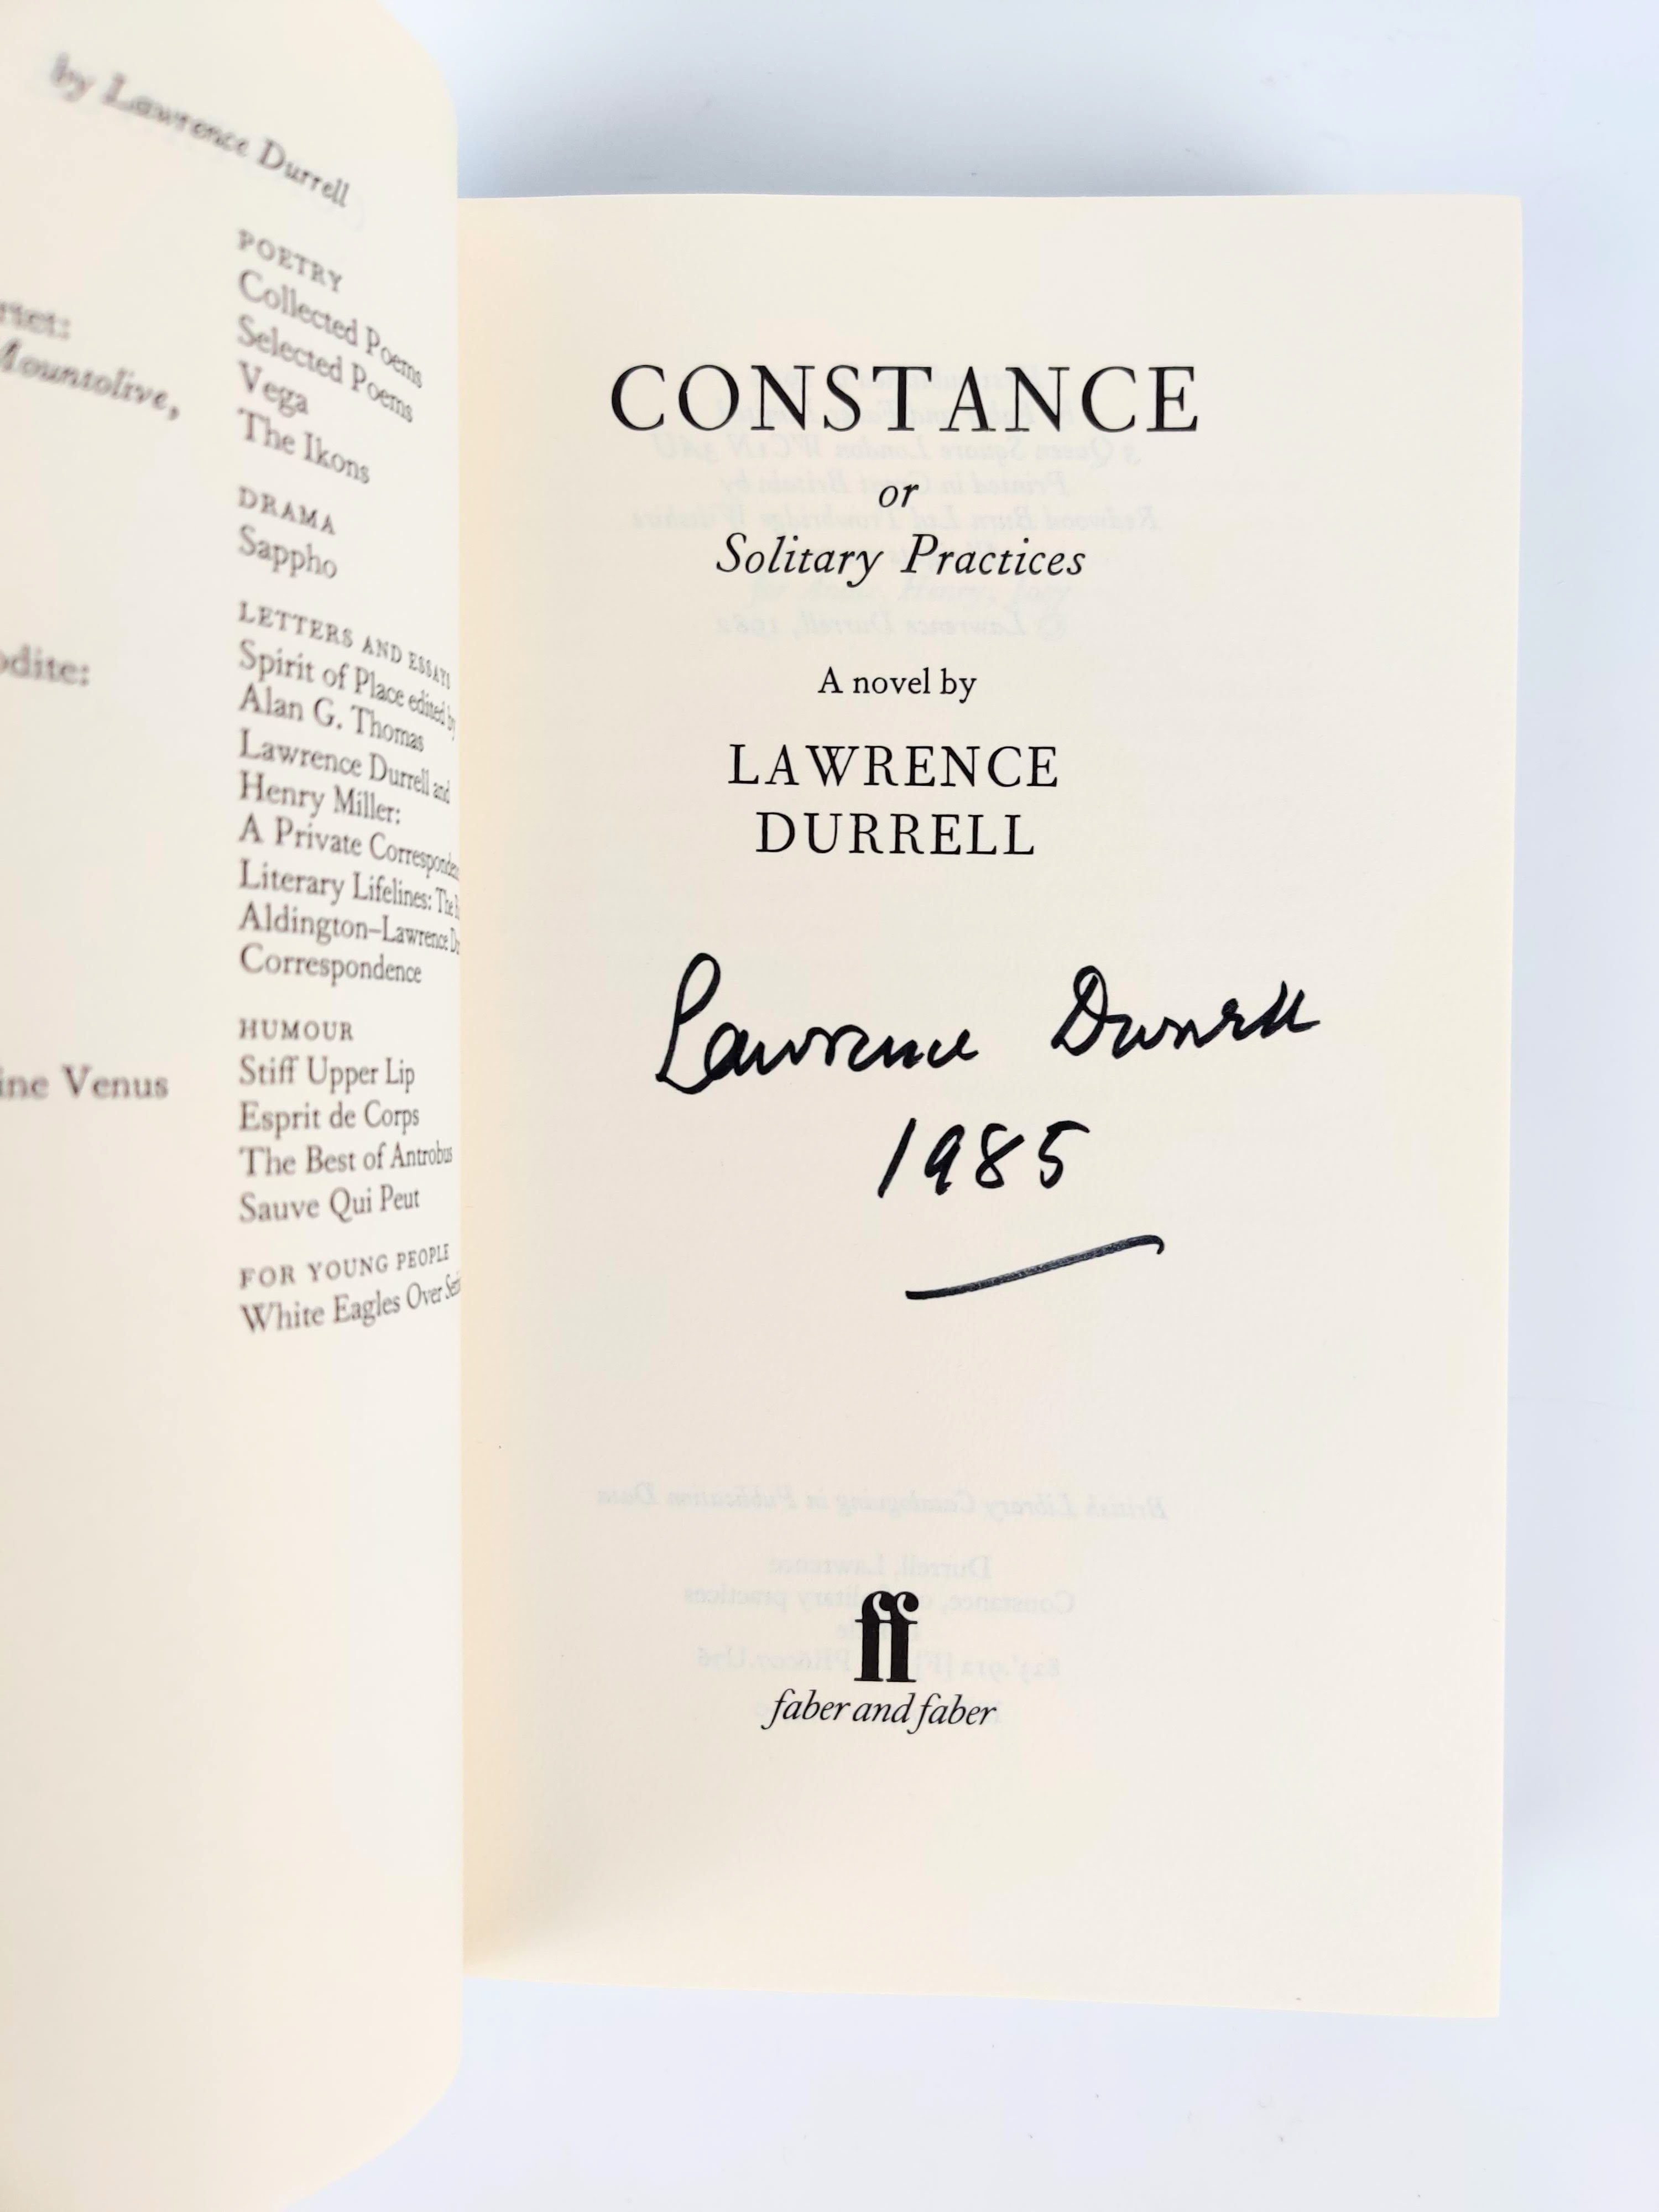 by Lawrence Durrell
Mountolive,
Venus
POETRY
Collected Poems
Selected Poems
Vega
The Ikons
DRAMA
Sappho
LETTERS AND ESSAYS
Spirit of Place edited by
Alan G. Thomas
Lawrence Durrell and
Henry Miller:
A Private
Literary Lifelines: The
Aldington–Lawrence
Correspondence
HUMOUR
Stiff Upper Lip
Esprit de Corps
The Best of Antrobus
Sauve Qui Peut
FOR YOUNG PEOPLE
White Eagles Over
CONSTANCE
or
Solitary Practices
A novel by
LAWRENCE
DURRELL
Lawrence Durrell
1985
ff
faber and faber